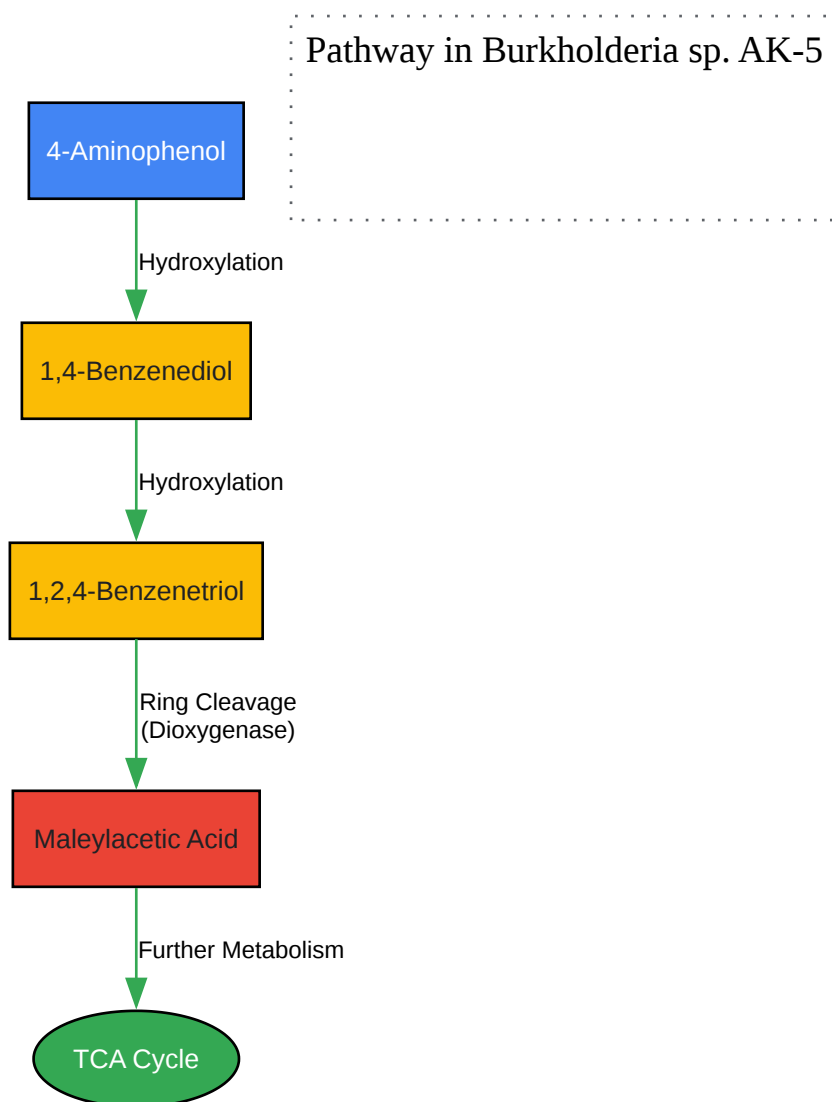 Pathway in Burkholderia sp. AK-5
4-Aminophenol
Hydroxylation
1,4-Benzenediol
Hydroxylation
1,2,4-Benzenetriol
Ring Cleavage
(Dioxygenase)
Maleylacetic Acid
Further Metabolism
TCA Cycle